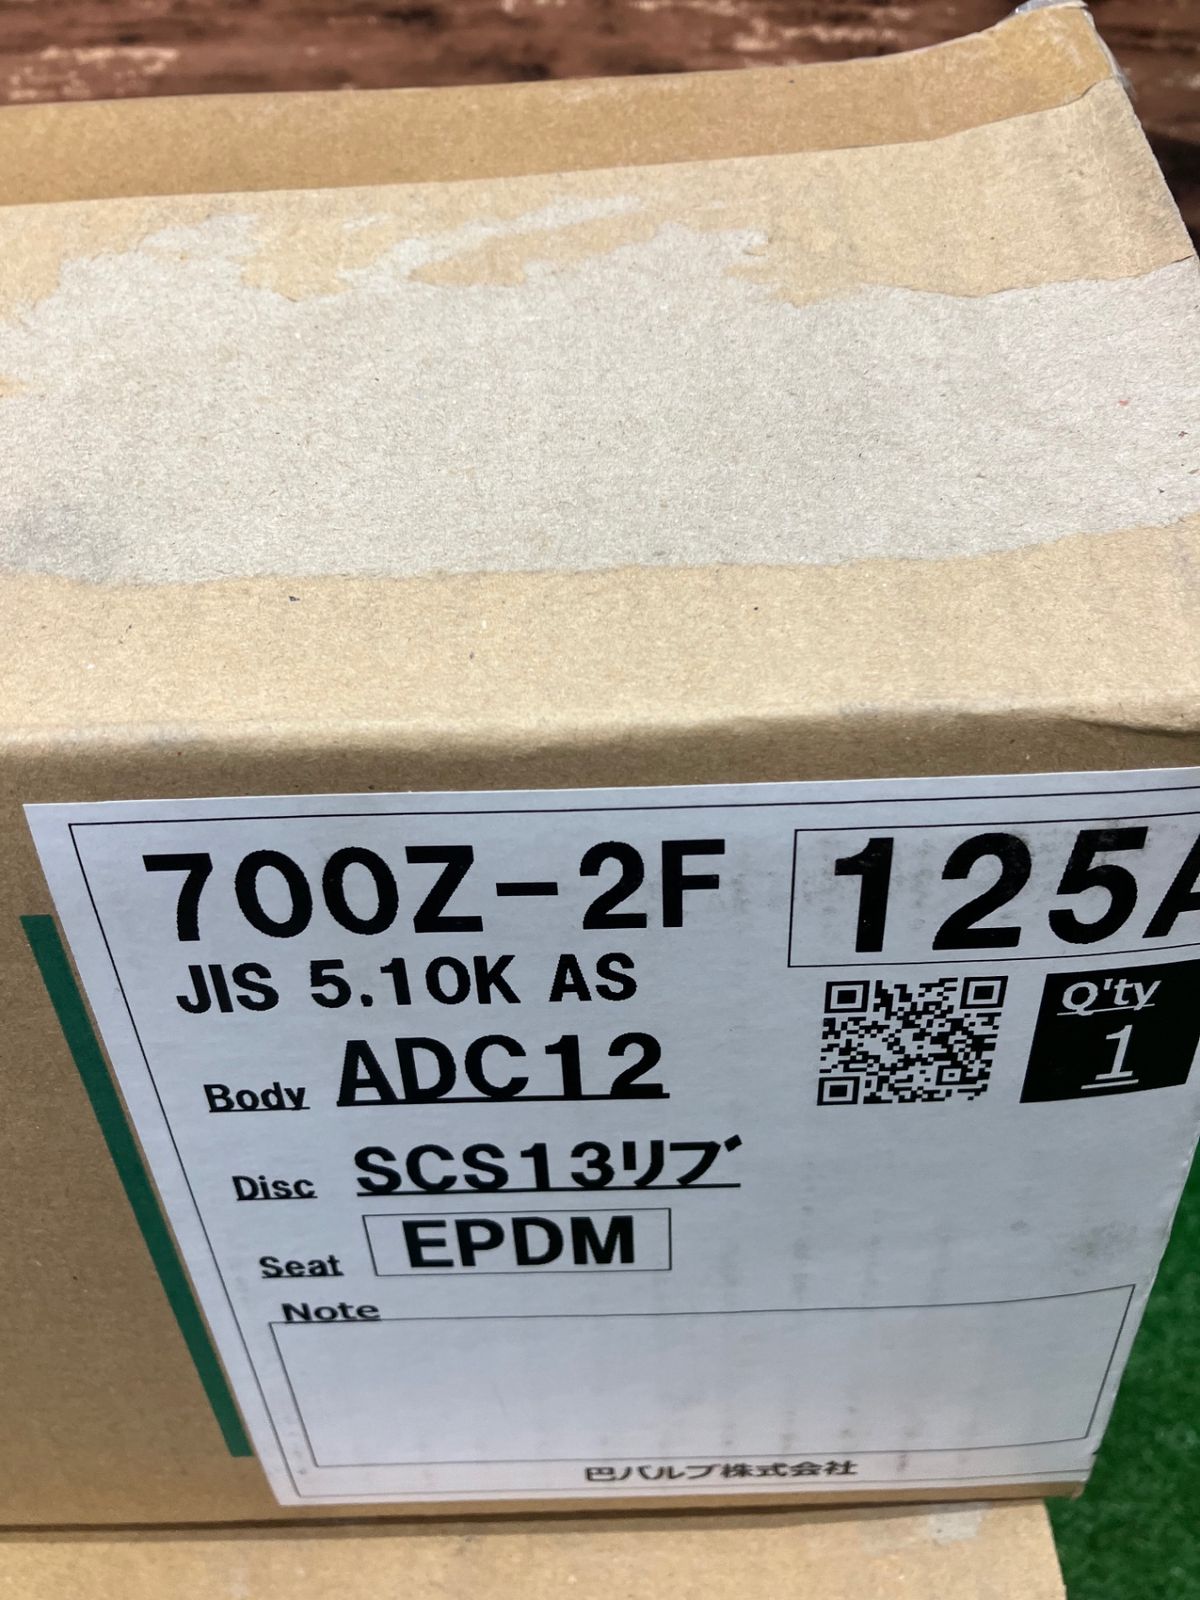 700Z-2F 125A
JIS 5.10K AS
Q'ty
1
Body ADC12
Disc SCS13リブ
Seat EPDM
Note
巴バルブ株式会社